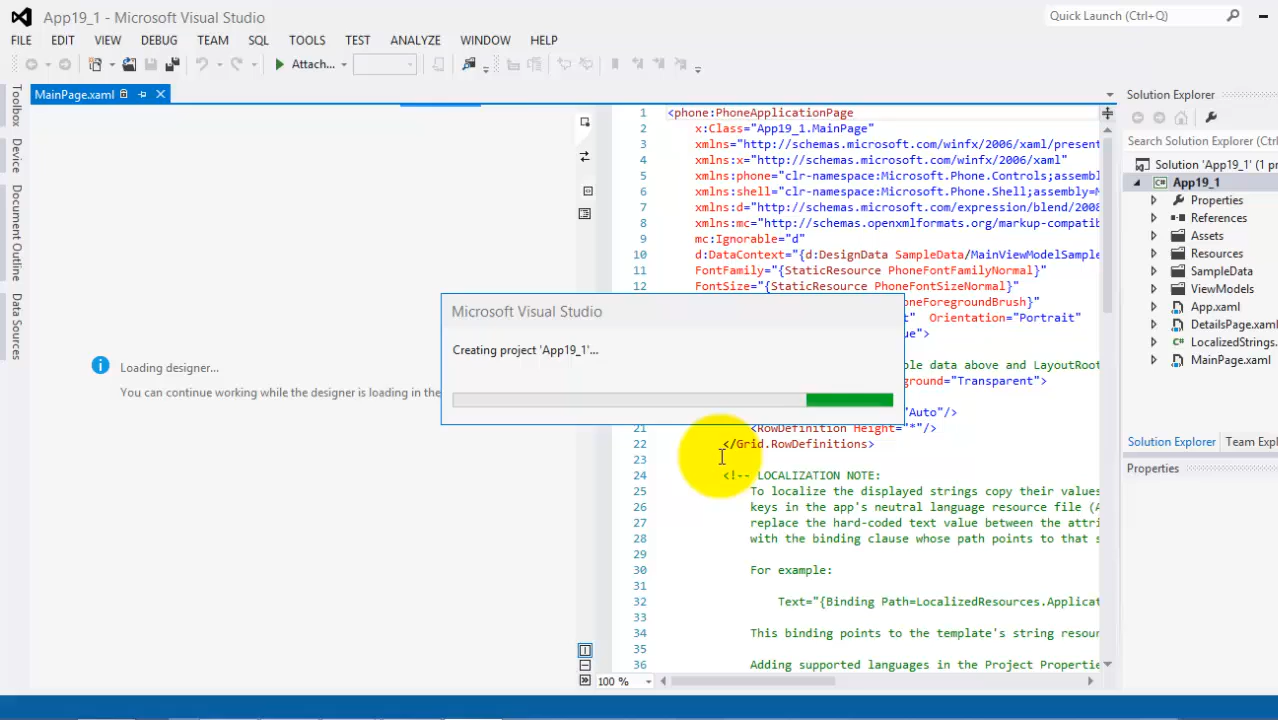 App19_1 - Microsoft Visual Studio
Quick Launch (Ctrl+Q)
FILE EDIT VIEW DEBUG TEAM SQL TOOLS TEST ANALYZE WINDOW HELP
Attach...
MainPage.xaml
Solution Explorer
Toolbox
Device
Document Outline
Data Sources
Loading designer...
You can continue working while the designer is loading in the
1 <phone:PhoneApplicationPage
2 x:Class="App19_1.MainPage"
3 xmlns="http://schemas.microsoft.com/winfx/2006/xaml/present
4 xmlns:x="http://schemas.microsoft.com/winfx/2006/xaml"
5 xmlns:phone="clr-namespace:Microsoft.Phone.Controls;assembl
6 xmlns:shell="clr-namespace:Microsoft.Phone.Shell;assembly=M
7 xmlns:d="http://schemas.microsoft.com/expression/blend/2008
8 xmlns:mc="http://schemas.openxmlformats.org/markup-compatib
9 mc:Ignorable="d"
10 d:DataContext="{d:DesignData SampleData/MainViewModelSample
11 FontFamily="{StaticResource PhoneFontFamilyNormal}"
12 FontSize="{StaticResource PhoneFontSizeNormal}"
oneForegroundBrush}"
t" Orientation="Portrait"
ue">
ple data above and LayoutRoot
ground="Transparent">
"Auto"/>
21 <RowDefinition Height="*"/>
22 </Grid.RowDefinitions>
23
24 <!-- LOCALIZATION NOTE:
25 To localize the displayed strings copy their values
26 keys in the app's neutral language resource file (A
27 replace the hard-coded text value between the attri
28 with the binding clause whose path points to that s
29
30 For example:
31
32 Text="{Binding Path=LocalizedResources.Applicat
33
34 This binding points to the template's string resour
35
36 Adding supported languages in the Project Propertie
100 %
Microsoft Visual Studio
Creating project 'App19_1'...
Search Solution Explorer (Ctrl
Solution 'App19_1' (1 p
App19_1
Properties
References
Assets
Resources
SampleData
ViewModels
App.xaml
DetailsPage.xaml
LocalizedStrings.
MainPage.xaml
Solution Explorer Team Expl
Properties